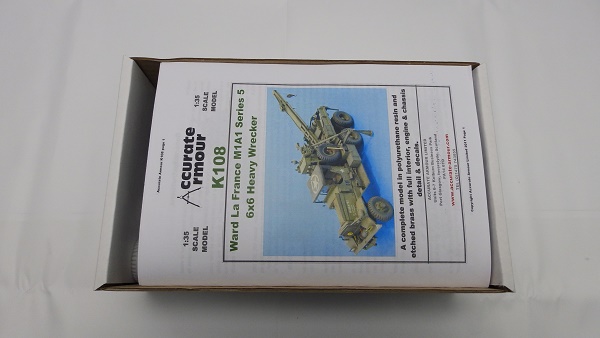 1:35
SCALE
MODEL
Accurate
Armour
1:35
SCALE
MODEL
K108
Ward La France M1A1 Series 5
6x6 Heavy Wrecker
A complete model in polyurethane resin and
etched brass with full interior, engine & chassis
detail & decals.
www.accurate-armour.com